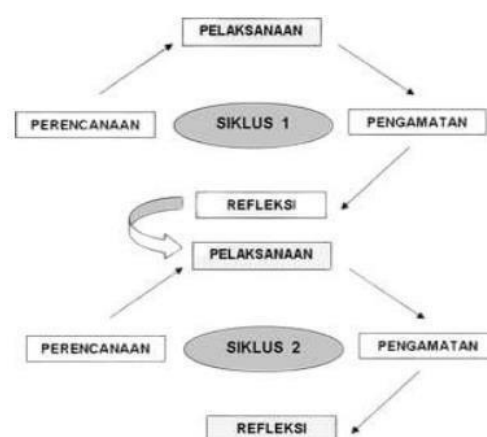 PELAKSANAAN
PERENCANAAN
SIKLUS 1
PENGAMATAN
REFLEKSI
PELAKSANAAN
PERENCANAAN
SIKLUS 2
PENGAMATAN
REFLEKSI